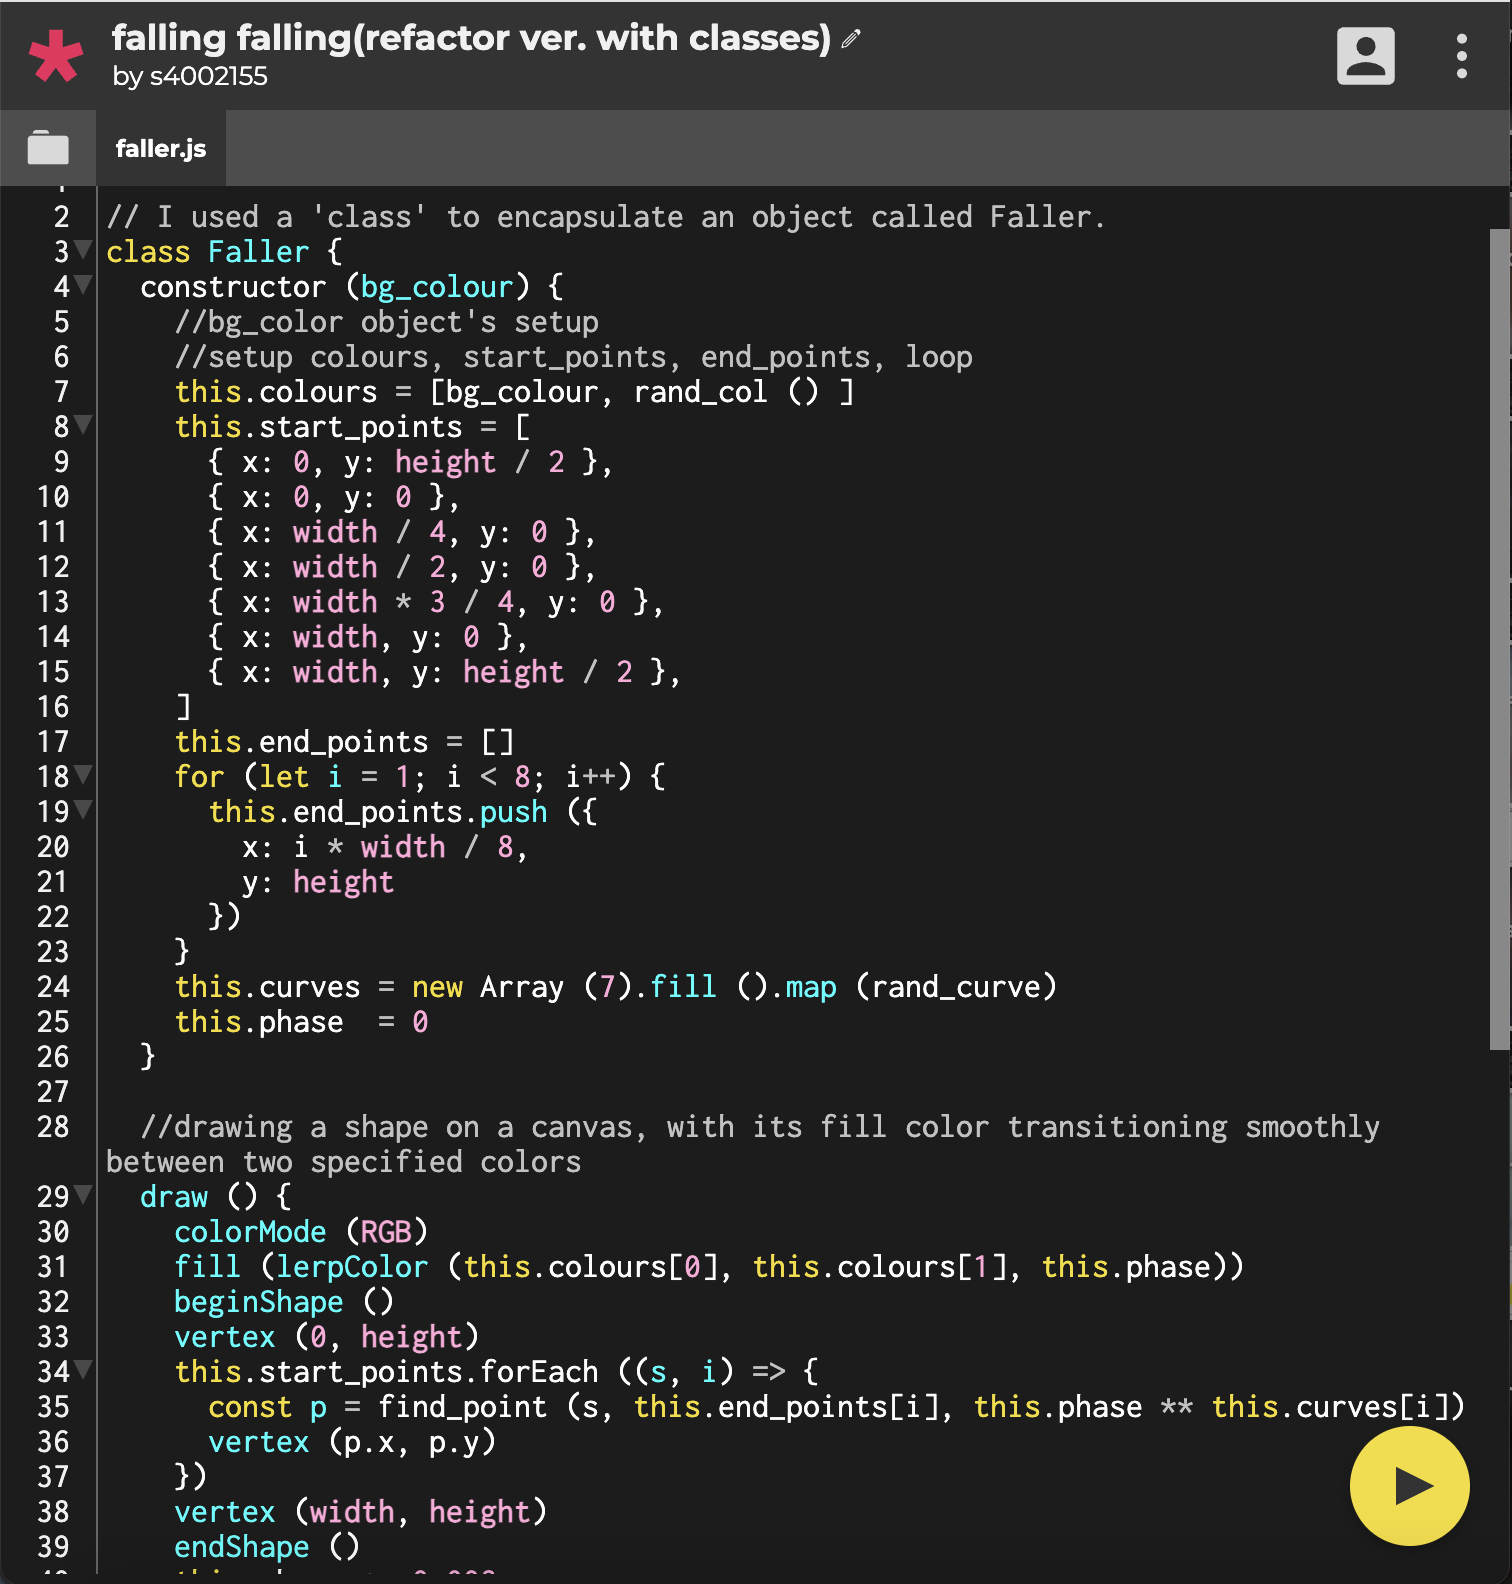 falling falling(refactor ver. with classes)
by s4002155
faller.js
2 // I used a 'class' to encapsulate an object called Faller.
3 class Faller {
4 constructor (bg_colour) {
5 //bg_color object's setup
6 //setup colours, start_points, end_points, loop
7 this.colours = [bg_colour, rand_col () ]
8 this.start_points = [
9 { x: 0, y: height / 2 },
10 { x: 0, y: 0 },
11 { x: width / 4, y: 0 },
12 { x: width / 2, y: 0 },
13 { x: width * 3 / 4, y: 0 },
14 { x: width, y: 0 },
15 { x: width, y: height / 2 },
16 ]
17 this.end_points = []
18 for (let i = 1; i < 8; i++) {
19 this.end_points.push ({
20 x: i * width / 8,
21 y: height
22 })
23 }
24 this.curves = new Array (7).fill ().map (rand_curve)
25 this.phase  = 0
26 }
27
28 //drawing a shape on a canvas, with its fill color transitioning smoothly
between two specified colors
29 draw () {
30 colorMode (RGB)
31 fill (lerpColor (this.colours[0], this.colours[1], this.phase))
32 beginShape ()
33 vertex (0, height)
34 this.start_points.forEach ((s, i) => {
35 const p = find_point (s, this.end_points[i], this.phase ** this.curves[i])
36 vertex (p.x, p.y)
37 })
38 vertex (width, height)
39 endShape ()